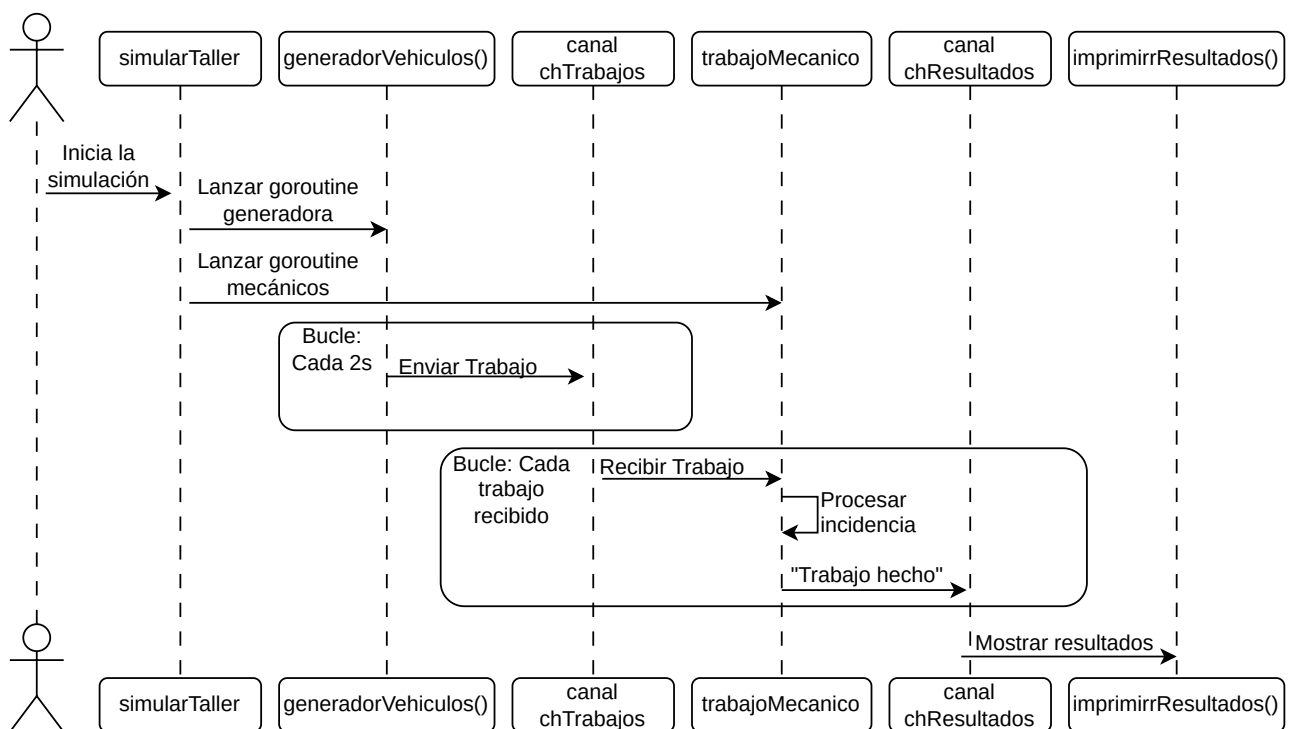 simularTaller
generadorVehiculos()
canal
chTrabajos
trabajoMecanico
canal
chResultados
imprimirrResultados()
Inicia la
simulación
Lanzar goroutine
generadora
Lanzar goroutine
mecánicos
Bucle:
Cada 2s
Enviar Trabajo
Bucle: Cada
trabajo
recibido
Recibir Trabajo
Procesar
incidencia
"Trabajo hecho"
Mostrar resultados
simularTaller
generadorVehiculos()
canal
chTrabajos
trabajoMecanico
canal
chResultados
imprimirrResultados()